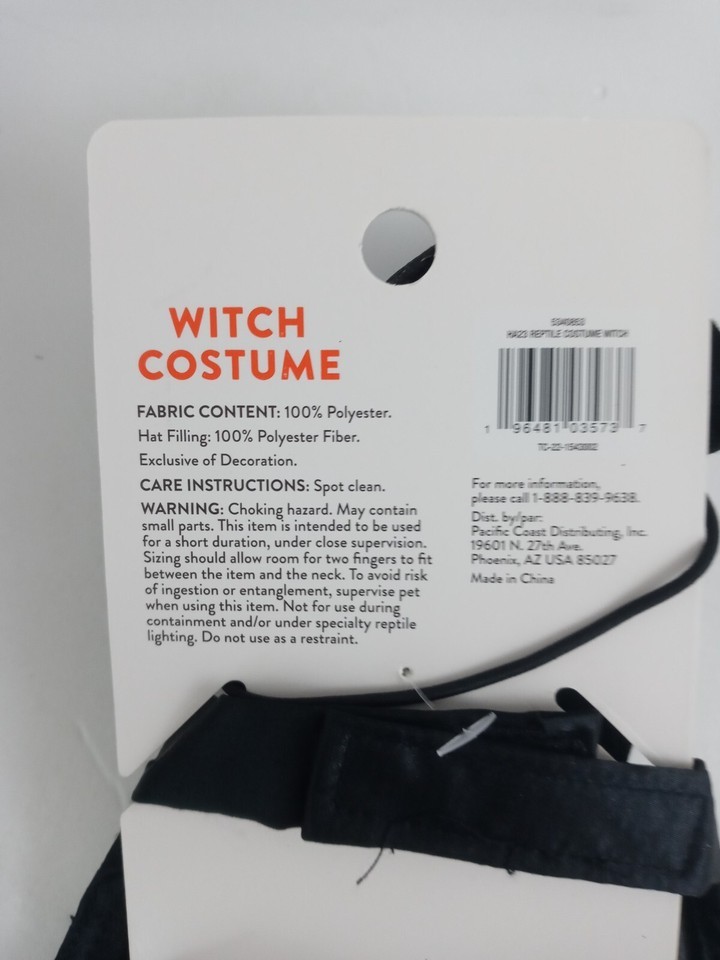 WITCH
COSTUME
FABRIC CONTENT: 100% Polyester.
Hat Filling: 100% Polyester Fiber.
Exclusive of Decoration.
CARE INSTRUCTIONS: Spot clean.
WARNING: Choking hazard. May contain
small parts. This item is intended to be used
for a short duration, under close supervision.
Sizing should allow room for two fingers to fit
between the item and the neck. To avoid risk
of ingestion or entanglement, supervise pet
when using this item. Not for use during
containment and/or under specialty reptile
lighting. Do not use as a restraint.
HA23 REPTILE COSTUME WITCH
1 96481 03573 7
For more information,
please call 1-888-839-9638.
Dist. by/par:
Pacific Coast Distributing, Inc.
19601 N. 27th Ave.
Phoenix, AZ USA 85027
Made in China